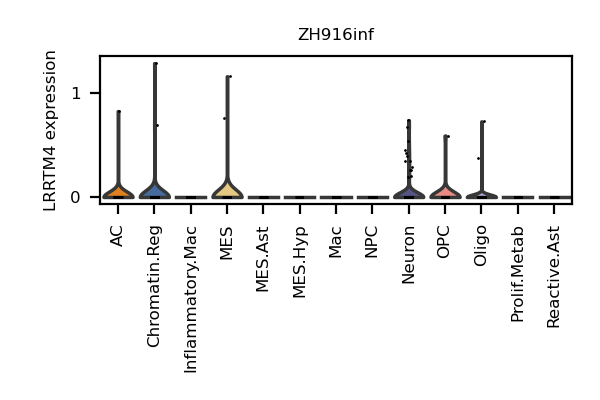 ZH916inf
LRRTM4 expression
1
0
AC
Chromatin.Reg
Inflammatory.Mac
MES
MES.Ast
MES.Hyp
Mac
NPC
Neuron
OPC
Oligo
Prolif.Metab
Reactive.Ast